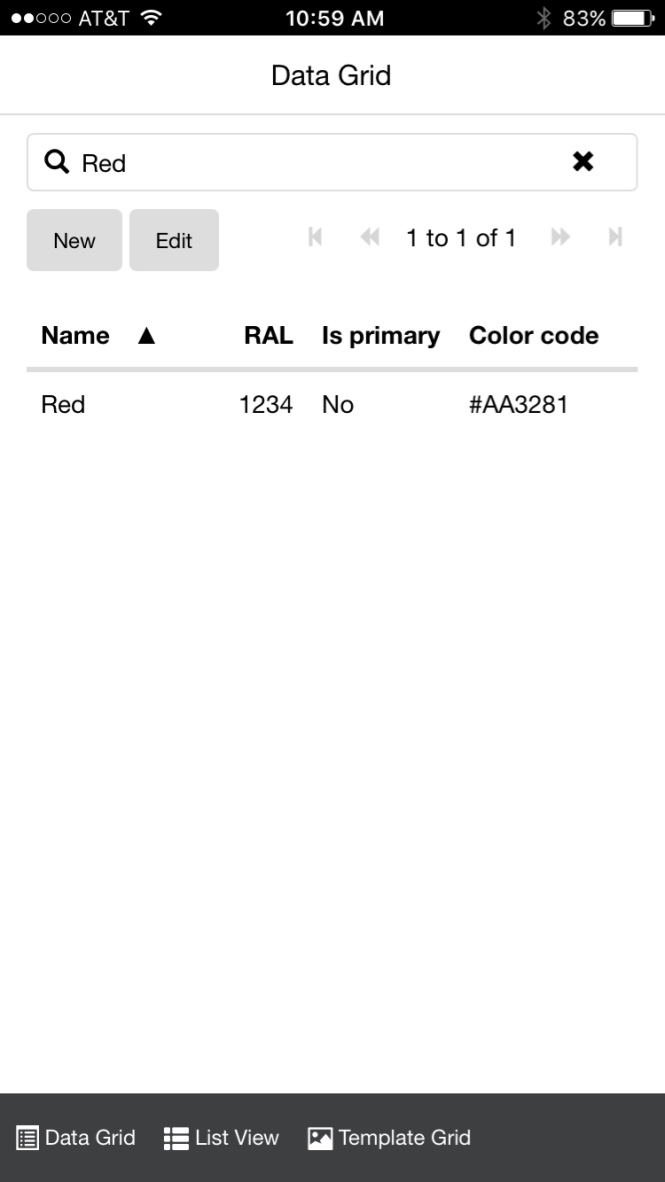 AT&T 10:59 AM 83%
Data Grid
Red
New Edit 1 to 1 of 1
Name ▲ RAL Is primary Color code
Red 1234 No #AA3281
Data Grid List View Template Grid